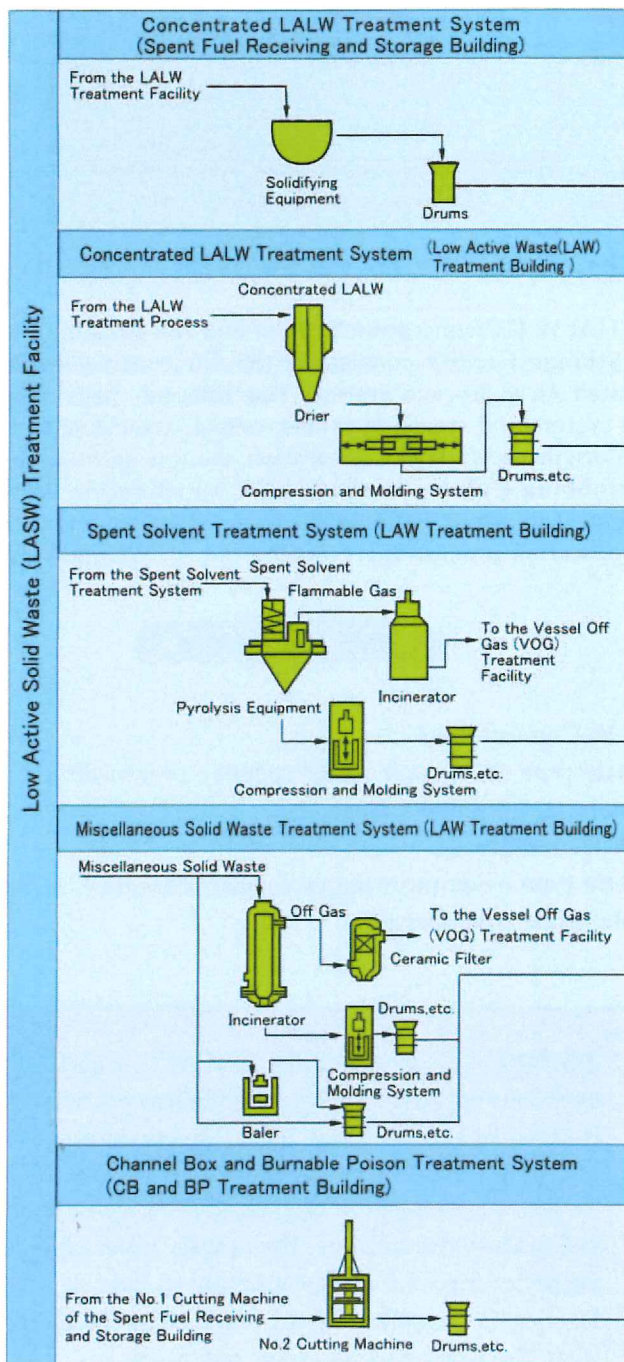 Low Active Solid Waste (LASW) Treatment Facility
Concentrated LALW Treatment System
(Spent Fuel Receiving and Storage Building)
From the LALW
Treatment Facility
Solidifying
Equipment
Drums
Concentrated LALW Treatment System (Low Active Waste(LAW)
Treatment Building )
Concentrated LALW
From the LALW
Treatment Process
Drier
Drums,etc.
Compression and Molding System
Spent Solvent Treatment System (LAW Treatment Building)
Spent Solvent
From the Spent Solvent
Treatment System
Flammable Gas
To the Vessel Off
Gas (VOG)
Treatment
Facility
Incinerator
Pyrolysis Equipment
Drums,etc.
Compression and Molding System
Miscellaneous Solid Waste Treatment System (LAW Treatment Building)
Miscellaneous Solid Waste
Off Gas
To the Vessel Off Gas
(VOG) Treatment Facility
Ceramic Filter
Drums,etc.
Incinerator
Compression and
Molding System
Baler
Drums,etc.
Channel Box and Burnable Poison Treatment System
(CB and BP Treatment Building)
From the No.1 Cutting Machine
of the Spent Fuel Receiving
and Storage Building
No.2 Cutting Machine
Drums,etc.